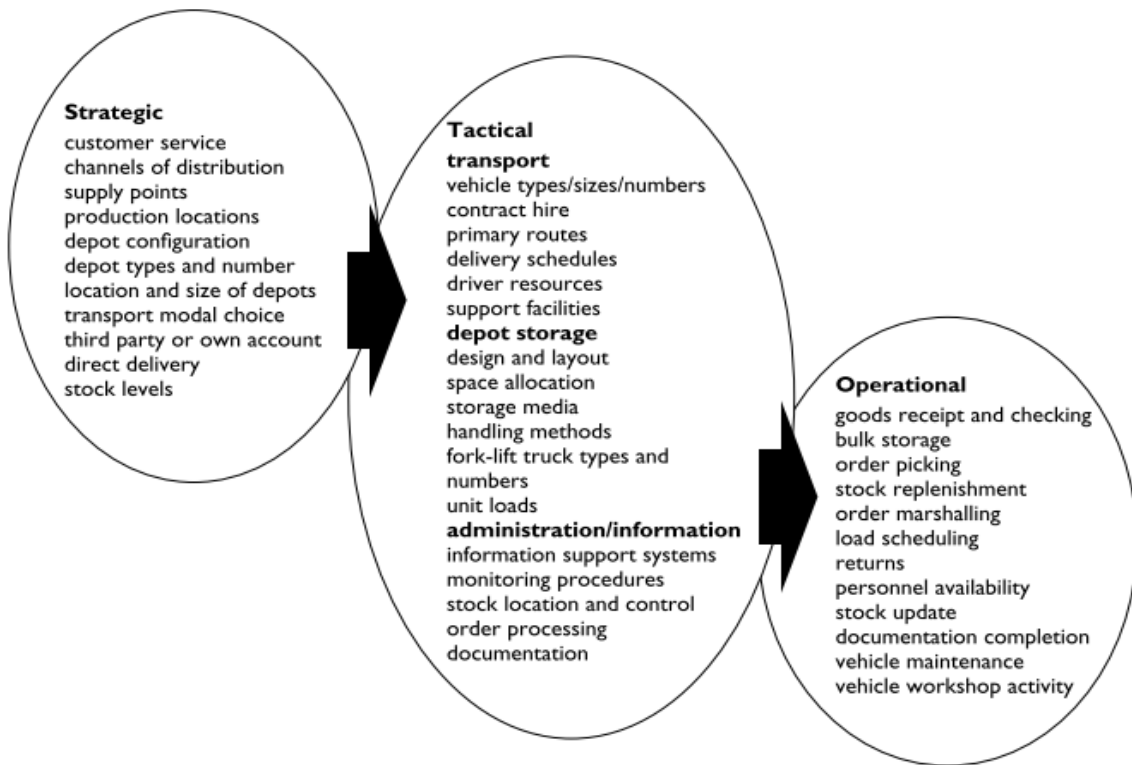 Strategic
customer service
channels of distribution
supply points
production locations
depot configuration
depot types and number
location and size of depots
transport modal choice
third party or own account
direct delivery
stock levels
Tactical
transport
vehicle types/sizes/numbers
contract hire
primary routes
delivery schedules
driver resources
support facilities
depot storage
design and layout
space allocation
storage media
handling methods
fork-lift truck types and
numbers
unit loads
administration/information
information support systems
monitoring procedures
stock location and control
order processing
documentation
Operational
goods receipt and checking
bulk storage
order picking
stock replenishment
order marshalling
load scheduling
returns
personnel availability
stock update
documentation completion
vehicle maintenance
vehicle workshop activity